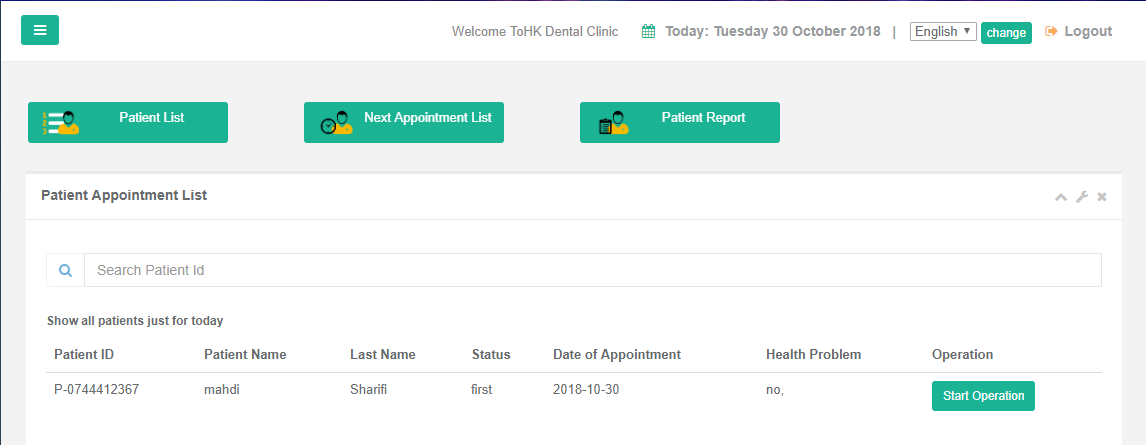 Welcome ToHK Dental Clinic Today: Tuesday 30 October 2018 | English change Logout
Patient List Next Appointment List Patient Report
Patient Appointment List
Search Patient Id
Show all patients just for today
Patient ID Patient Name Last Name Status Date of Appointment Health Problem Operation
P-0744412367 mahdi Sharifi first 2018-10-30 no, Start Operation